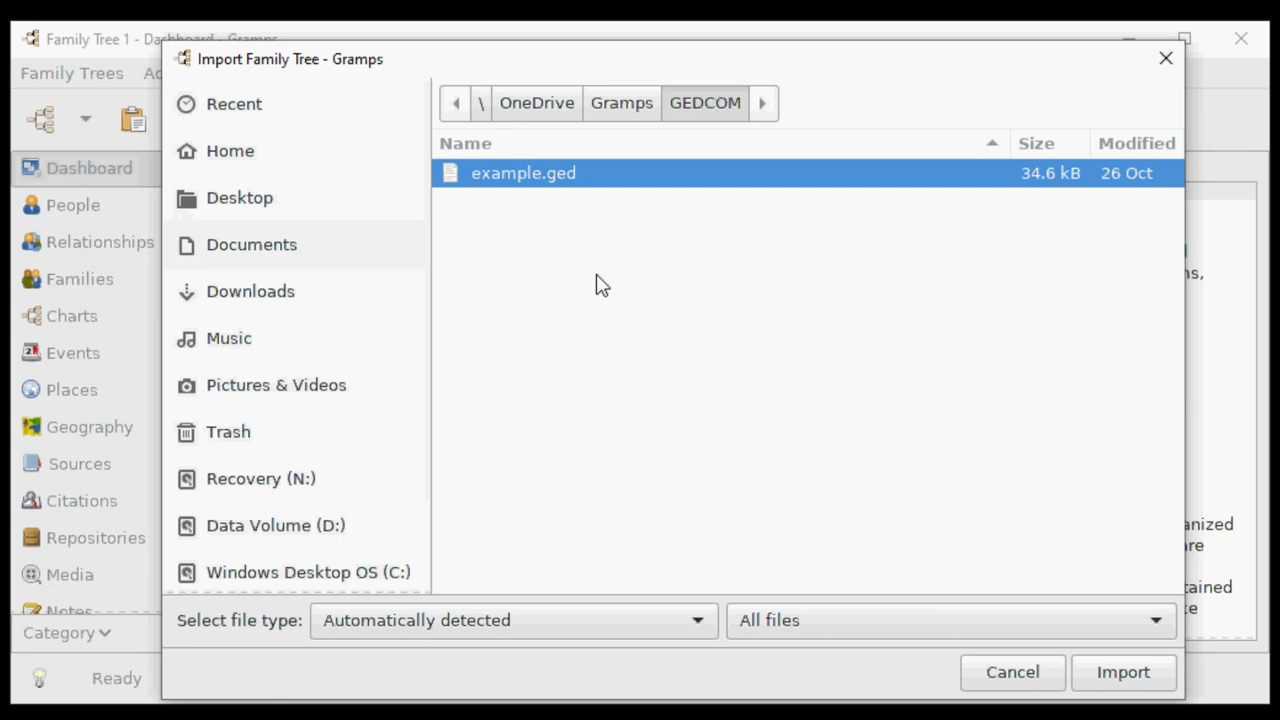 Family Tree 1 - Dashboard - Gramps
Import Family Tree - Gramps
Family Trees
Recent
\ OneDrive Gramps GEDCOM
Name Size Modified
Home
example.ged 34.6 kB 26 Oct
Dashboard
Desktop
People
Relationships
Documents
Families
Downloads
Charts
Music
Events
Pictures & Videos
Places
Geography
Trash
Sources
Recovery (N:)
Citations
Data Volume (D:)
Repositories
Windows Desktop OS (C:)
Media
Notes
Select file type: Automatically detected All files
Category
Cancel Import
Ready